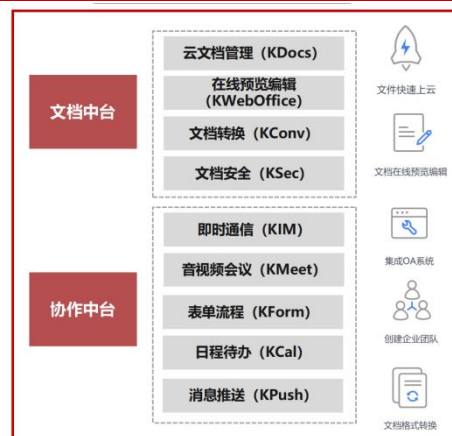 文档中台
云文档管理（KDocs）
在线预览编辑
（KWebOffice）
文档转换（KConv）
文档安全（KSec）
协作中台
即时通信（KIM）
音视频会议（KMeet）
表单流程（KForm）
日程待办（KCal）
消息推送（KPush）
文件快速上云
文档在线预览编辑
集成OA系统
创建企业团队
文档格式转换